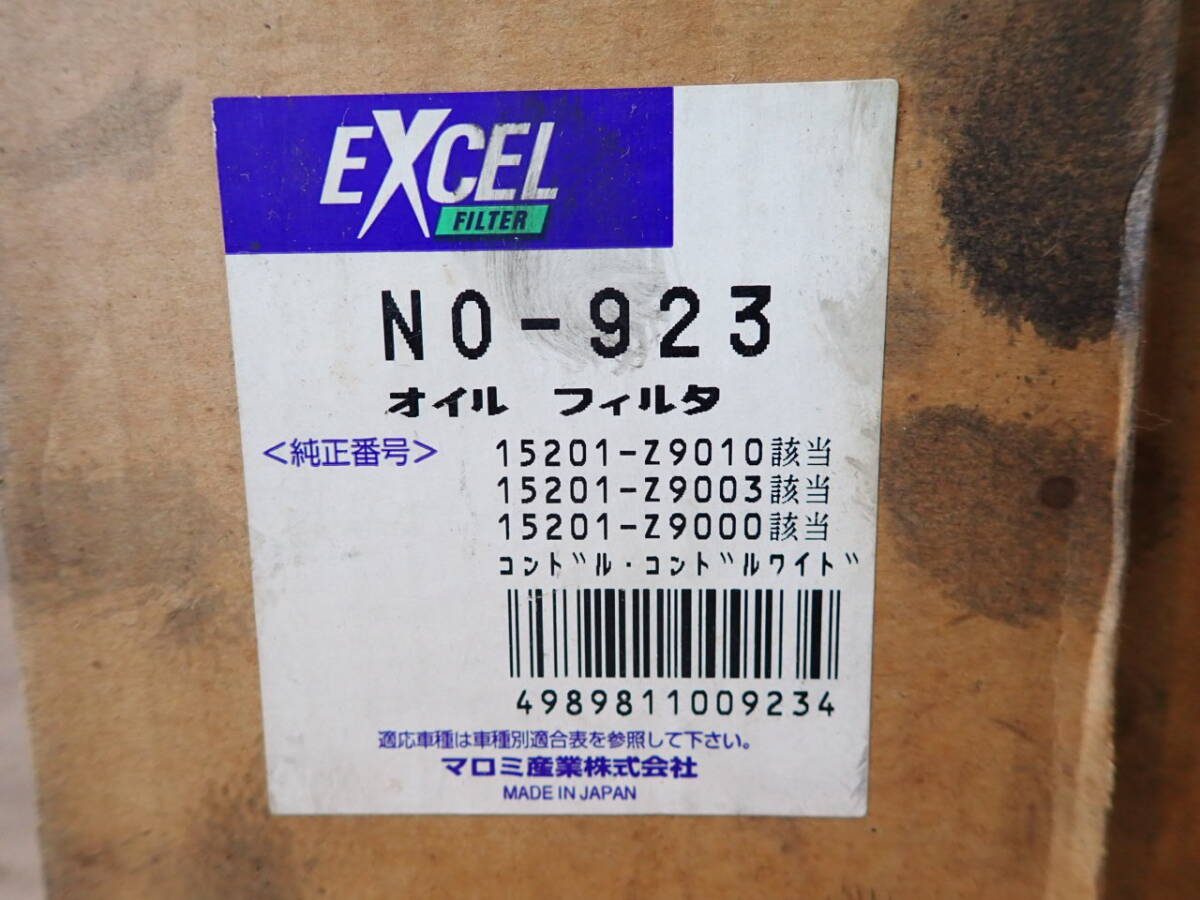 EXCEL
FILTER
NO-923
オイル フィルタ
<純正番号> 15201-Z9010該当
15201-Z9003該当
15201-Z9000該当
コンドル・コンドルワイド
4989811009234
適応車種は車種別適合表を参照して下さい。
マロミ産業株式会社
MADE IN JAPAN